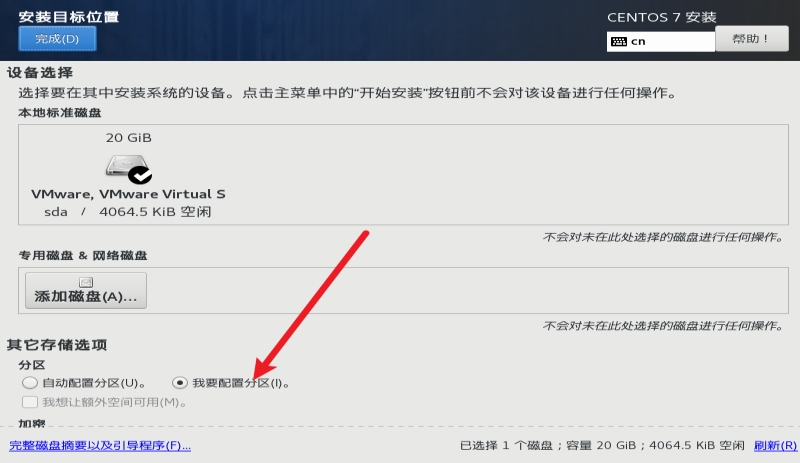 安装目标位置
CENTOS 7 安装
完成(D)
cn
帮助！
设备选择
选择要在其中安装系统的设备。点击主菜单中的“开始安装”按钮前不会对该设备进行任何操作。
本地标准磁盘
20 GiB
VMware, VMware Virtual S
sda / 4064.5 KiB 空闲
不会对未在此处选择的磁盘进行任何操作。
专用磁盘 & 网络磁盘
添加磁盘(A)...
不会对未在此处选择的磁盘进行任何操作。
其它存储选项
分区
自动配置分区(U)。
我要配置分区(I)。
我想让额外空间可用(M)。
加密
完整磁盘摘要以及引导程序(F)...
已选择 1 个磁盘；容量 20 GiB；4064.5 KiB 空闲
刷新(R)